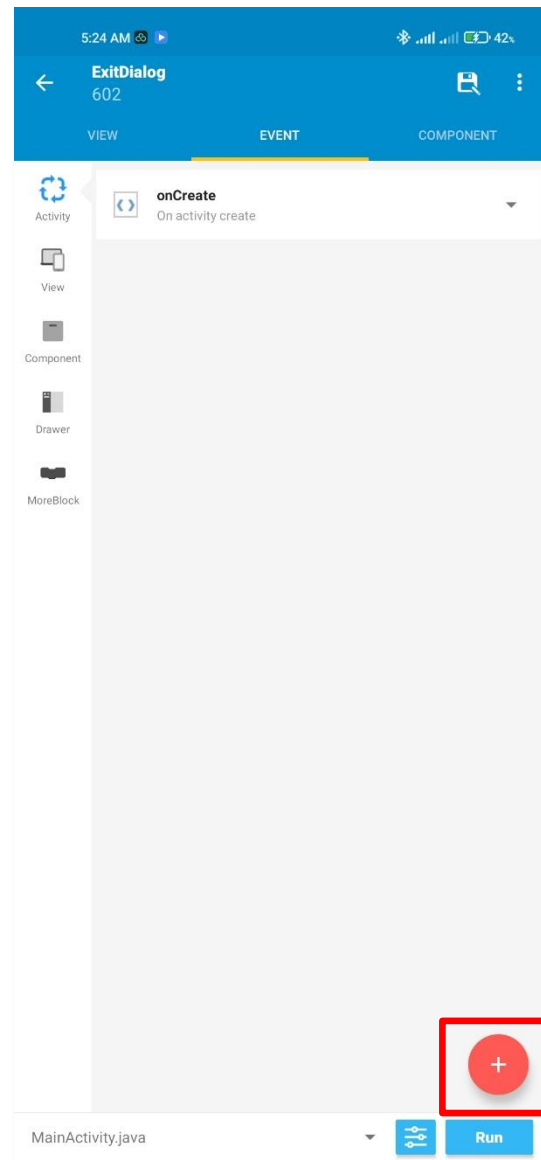 5:24 AM
42%
ExitDialog
602
VIEW
EVENT
COMPONENT
Activity
onCreate
On activity create
View
Component
Drawer
MoreBlock
+
MainActivity.java
Run